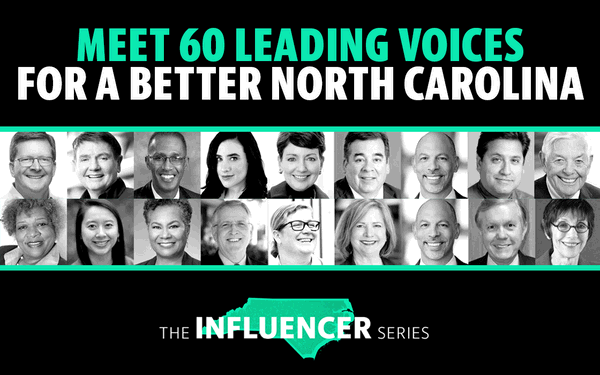 MEET 60 LEADING VOICES
FOR A BETTER NORTH CAROLINA
THE INFLUENCER SERIES